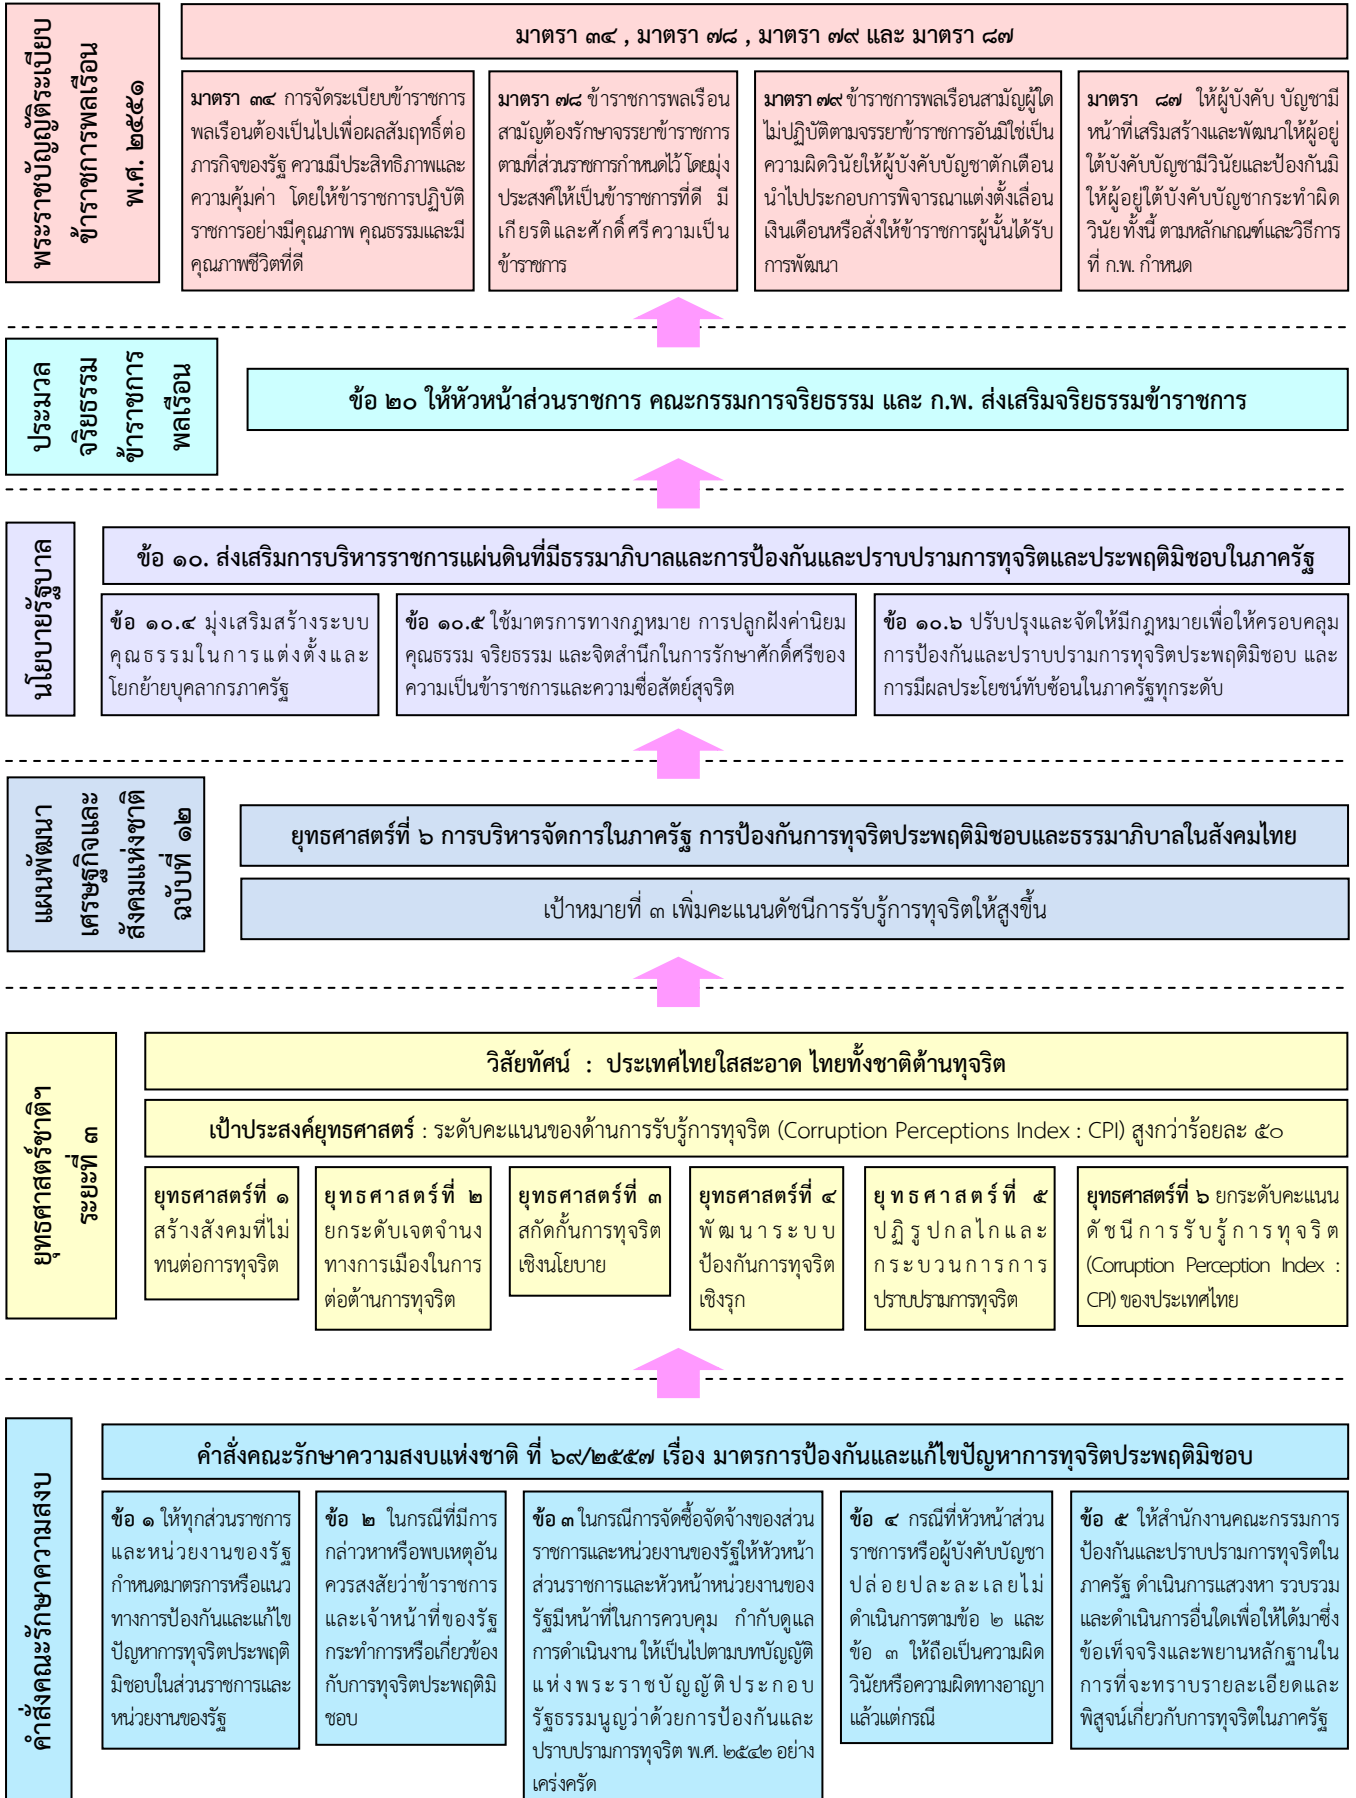 พระราชบัญญัติระเบียบ
ข้าราชการพลเรือน
พ.ศ. ๒๕๕๑
มาตรา ๓๔ , มาตรา ๗๘ , มาตรา ๗๙ และ มาตรา ๘๗
มาตรา ๓๔ การจัดระเบียบข้าราชการ
พลเรือนต้องเป็นไปเพื่อผลสัมฤทธิ์ต่อ
ภารกิจของรัฐ ความมีประสิทธิภาพและ
ความคุ้มค่า โดยให้ข้าราชการปฏิบัติ
ราชการอย่างมีคุณภาพ คุณธรรมและมี
คุณภาพชีวิตที่ดี
มาตรา ๗๘ ข้าราชการพลเรือน
สามัญต้องรักษาจรรยาข้าราชการ
ตามที่ส่วนราชการกำหนดไว้ โดยมุ่ง
ประสงค์ให้เป็นข้าราชการที่ดี มี
เกียรติและศักดิ์ศรีความเป็น
ข้าราชการ
มาตรา ๗๙ ข้าราชการพลเรือนสามัญผู้ใด
ไม่ปฏิบัติตามจรรยาข้าราชการอันมิใช่เป็น
ความผิดวินัยให้ผู้บังคับบัญชาตักเตือน
นำไปประกอบการพิจารณาแต่งตั้งเลื่อน
เงินเดือนหรือสั่งให้ข้าราชการผู้นั้นได้รับ
การพัฒนา
มาตรา ๘๗ ให้ผู้บังคับ บัญชามี
หน้าที่เสริมสร้างและพัฒนาให้ผู้อยู่
ใต้บังคับบัญชามีวินัยและป้องกันมิ
ให้ผู้อยู่ใต้บังคับบัญชากระทำผิด
วินัย ทั้งนี้ ตามหลักเกณฑ์และวิธีการ
ที่ ก.พ. กำหนด
ประมวล
จริยธรรม
ข้าราชการ
พลเรือน
ข้อ ๒๐ ให้หัวหน้าส่วนราชการ คณะกรรมการจริยธรรม และ ก.พ. ส่งเสริมจริยธรรมข้าราชการ
นโยบายรัฐบาล
ข้อ ๑๐. ส่งเสริมการบริหารราชการแผ่นดินที่มีธรรมาภิบาลและการป้องกันและปราบปรามการทุจริตและประพฤติมิชอบในภาครัฐ
ข้อ ๑๐.๔ มุ่งเสริมสร้างระบบ
คุณธรรมในการแต่งตั้งและ
โยกย้ายบุคลากรภาครัฐ
ข้อ ๑๐.๕ ใช้มาตรการทางกฎหมาย การปลูกฝังค่านิยม
คุณธรรม จริยธรรม และจิตสำนึกในการรักษาศักดิ์ศรีของ
ความเป็นข้าราชการและความซื่อสัตย์สุจริต
ข้อ ๑๐.๖ ปรับปรุงและจัดให้มีกฎหมายเพื่อให้ครอบคลุม
การป้องกันและปราบปรามการทุจริตประพฤติมิชอบ และ
การมีผลประโยชน์ทับซ้อนในภาครัฐทุกระดับ
แผนพัฒนา
เศรษฐกิจและ
สังคมแห่งชาติ
ฉบับที่ ๑๒
ยุทธศาสตร์ที่ ๖ การบริหารจัดการในภาครัฐ การป้องกันการทุจริตประพฤติมิชอบและธรรมาภิบาลในสังคมไทย
เป้าหมายที่ ๓ เพิ่มคะแนนดัชนีการรับรู้การทุจริตให้สูงขึ้น
ยุทธศาสตร์ชาติฯ
ระยะที่ ๓
วิสัยทัศน์ : ประเทศไทยใสสะอาด ไทยทั้งชาติต้านทุจริต
เป้าประสงค์ยุทธศาสตร์ : ระดับคะแนนของด้านการรับรู้การทุจริต (Corruption Perceptions Index : CPI) สูงกว่าร้อยละ ๕๐
ยุทธศาสตร์ที่ ๑
สร้างสังคมที่ไม่
ทนต่อการทุจริต
ยุทธศาสตร์ที่ ๒
ยกระดับเจตจำนง
ทางการเมืองในการ
ต่อต้านการทุจริต
ยุทธศาสตร์ที่ ๓
สกัดกั้นการทุจริต
เชิงนโยบาย
ยุทธศาสตร์ที่ ๔
พัฒนาระบบ
ป้องกันการทุจริต
เชิงรุก
ยุทธศาสตร์ที่ ๕
ปฏิรูปกลไกและ
กระบวนการการ
ปราบปรามการทุจริต
ยุทธศาสตร์ที่ ๖ ยกระดับคะแนน
ดัชนีการรับรู้การทุจริต
(Corruption Perception Index :
CPI) ของประเทศไทย
คำสั่งคณะรักษาความสงบ
คำสั่งคณะรักษาความสงบแห่งชาติ ที่ ๖๙/๒๕๕๗ เรื่อง มาตรการป้องกันและแก้ไขปัญหาการทุจริตประพฤติมิชอบ
ข้อ ๑ ให้ทุกส่วนราชการ
และหน่วยงานของรัฐ
กำหนดมาตรการหรือแนว
ทางการป้องกันและแก้ไข
ปัญหาการทุจริตประพฤติ
มิชอบในส่วนราชการและ
หน่วยงานของรัฐ
ข้อ ๒ ในกรณีที่มีการ
กล่าวหาหรือพบเหตุอัน
ควรสงสัยว่าข้าราชการ
และเจ้าหน้าที่ของรัฐ
กระทำการหรือเกี่ยวข้อง
กับการทุจริตประพฤติมิ
ชอบ
ข้อ ๓ ในกรณีการจัดซื้อจัดจ้างของส่วน
ราชการและหน่วยงานของรัฐให้หัวหน้า
ส่วนราชการและหัวหน้าหน่วยงานของ
รัฐมีหน้าที่ในการควบคุม กำกับดูแล
การดำเนินงาน ให้เป็นไปตามบทบัญญัติ
แห่งพระราชบัญญัติประกอบ
รัฐธรรมนูญว่าด้วยการป้องกันและ
ปราบปรามการทุจริต พ.ศ. ๒๕๔๒ อย่าง
เคร่งครัด
ข้อ ๔ กรณีที่หัวหน้าส่วน
ราชการหรือผู้บังคับบัญชา
ปล่อยปละละเลยไม่
ดำเนินการตามข้อ ๒ และ
ข้อ ๓ ให้ถือเป็นความผิด
วินัยหรือความผิดทางอาญา
แล้วแต่กรณี
ข้อ ๕ ให้สำนักงานคณะกรรมการ
ป้องกันและปราบปรามการทุจริตใน
ภาครัฐ ดำเนินการแสวงหา รวบรวม
และดำเนินการอื่นใดเพื่อให้ได้มาซึ่ง
ข้อเท็จจริงและพยานหลักฐานใน
การที่จะทราบรายละเอียดและ
พิสูจน์เกี่ยวกับการทุจริตในภาครัฐ